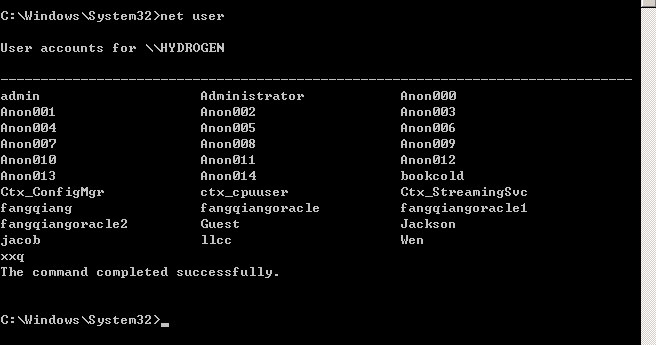 C:\Windows\System32>net user
User accounts for \\HYDROGEN
-------------------------------------------------------------------------------
admin                    Administrator            Anon000
Anon001                  Anon002                  Anon003
Anon004                  Anon005                  Anon006
Anon007                  Anon008                  Anon009
Anon010                  Anon011                  Anon012
Anon013                  Anon014                  bookcold
Ctx_ConfigMgr            ctx_cpuuser              Ctx_StreamingSvc
fangqiang                fangqiangoracle          fangqiangoracle1
fangqiangoracle2         Guest                    Jackson
jacob                    llcc                     Wen
xxq
The command completed successfully.
C:\Windows\System32>_